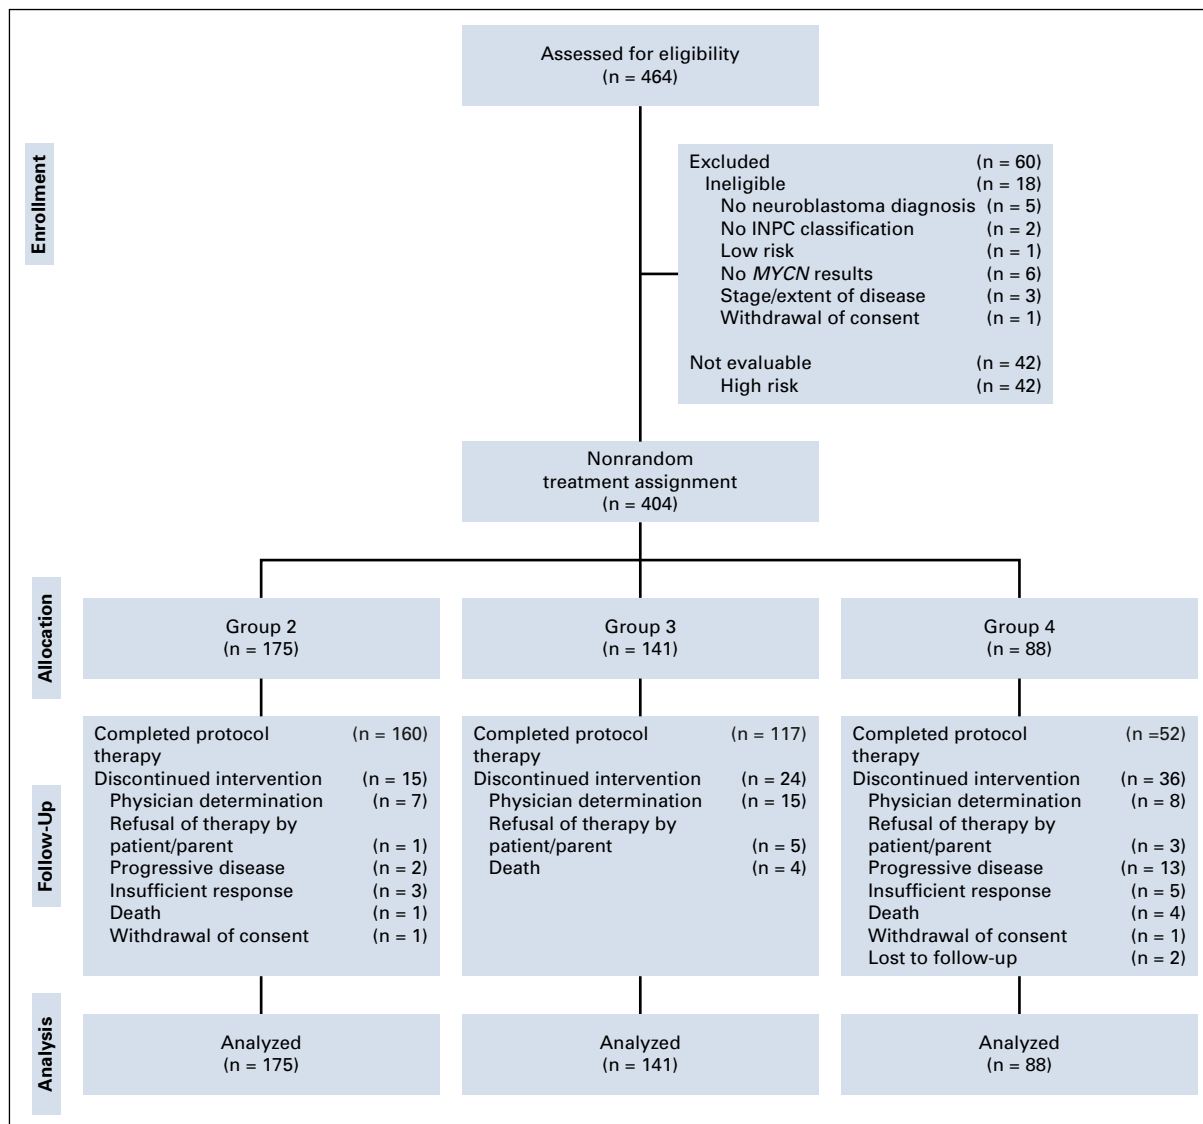 Assessed for eligibility
(n = 464)
Enrollment
Excluded (n = 60)
Ineligible (n = 18)
No neuroblastoma diagnosis (n = 5)
No INPC classification (n = 2)
Low risk (n = 1)
No MYCN results (n = 6)
Stage/extent of disease (n = 3)
Withdrawal of consent (n = 1)
Not evaluable (n = 42)
High risk (n = 42)
Nonrandom
treatment assignment
(n = 404)
Allocation
Group 2
(n = 175)
Group 3
(n = 141)
Group 4
(n = 88)
Follow-Up
Completed protocol (n = 160)
therapy
Discontinued intervention (n = 15)
Physician determination (n = 7)
Refusal of therapy by
patient/parent (n = 1)
Progressive disease (n = 2)
Insufficient response (n = 3)
Death (n = 1)
Withdrawal of consent (n = 1)
Completed protocol (n = 117)
therapy
Discontinued intervention (n = 24)
Physician determination (n = 15)
Refusal of therapy by
patient/parent (n = 5)
Death (n = 4)
Completed protocol (n =52)
therapy
Discontinued intervention (n = 36)
Physician determination (n = 8)
Refusal of therapy by
patient/parent (n = 3)
Progressive disease (n = 13)
Insufficient response (n = 5)
Death (n = 4)
Withdrawal of consent (n = 1)
Lost to follow-up (n = 2)
Analysis
Analyzed
(n = 175)
Analyzed
(n = 141)
Analyzed
(n = 88)